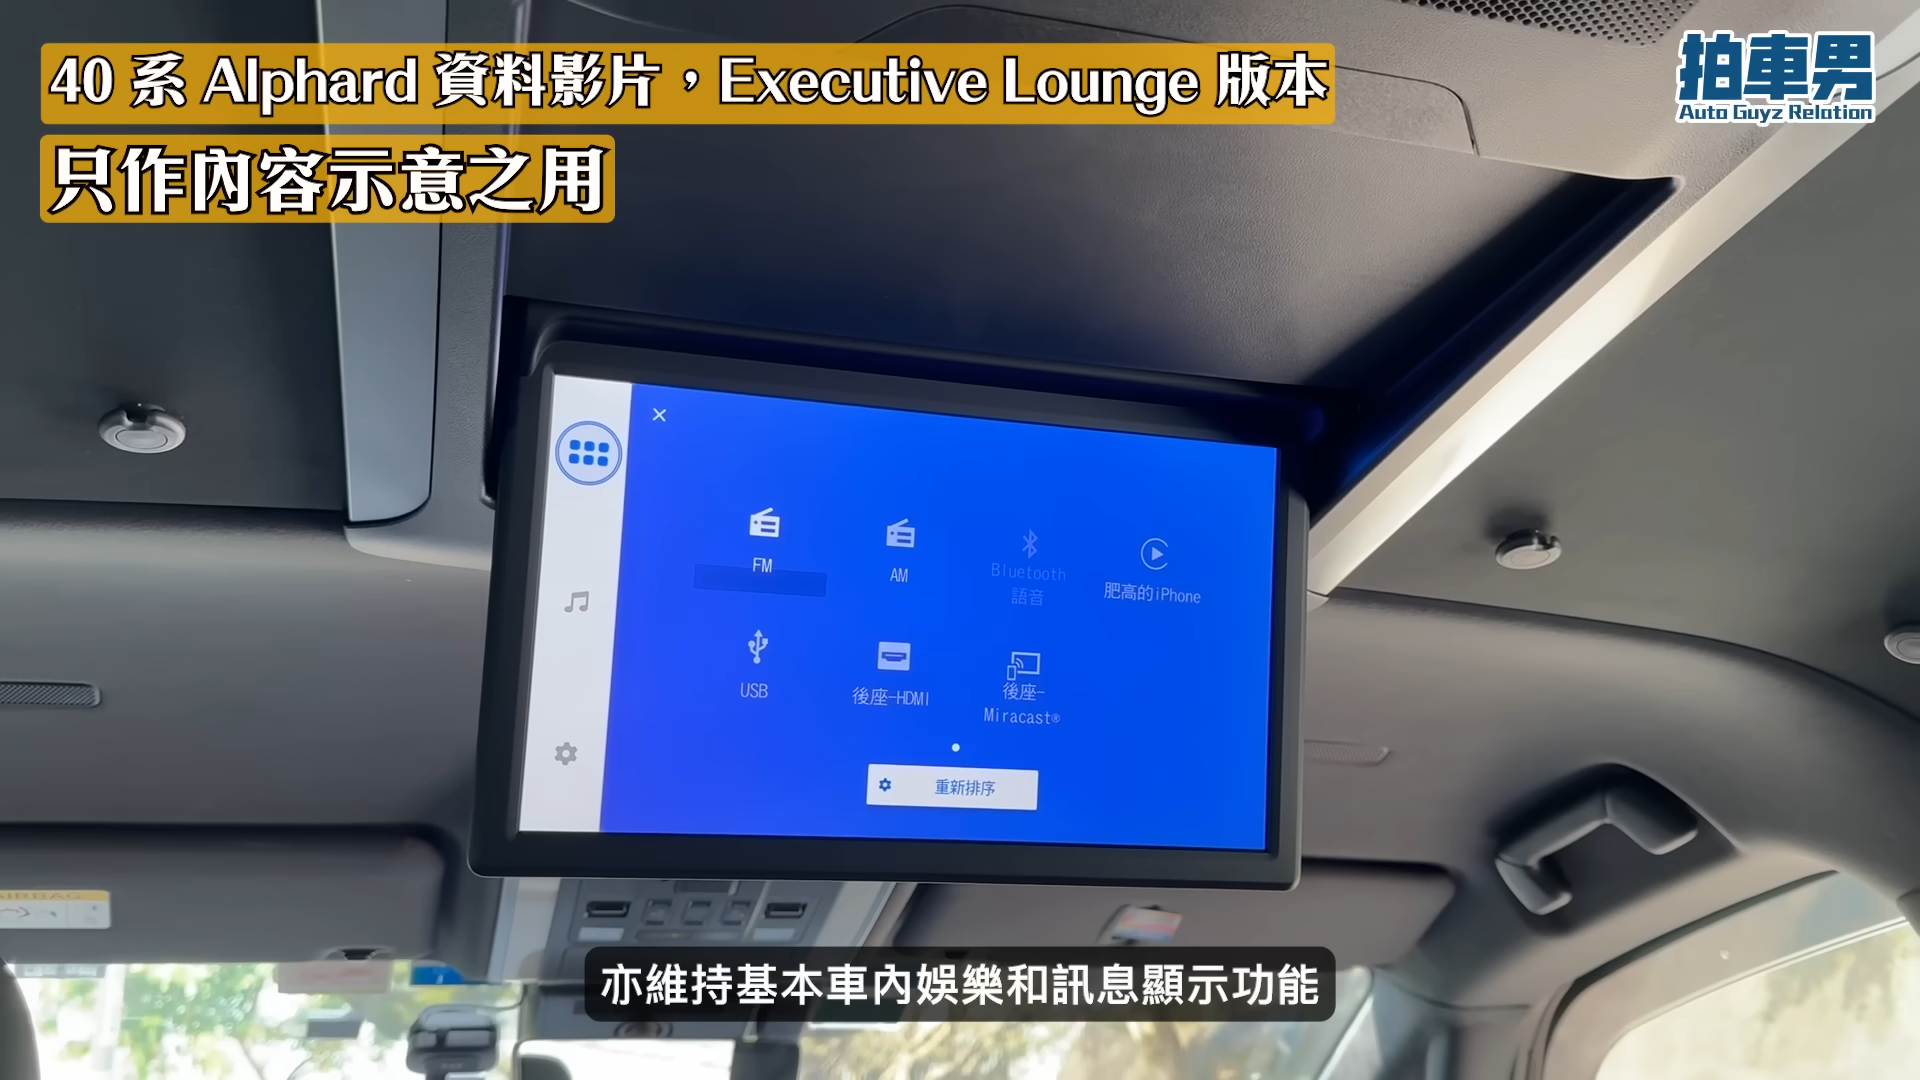 40 系 Alphard 資料影片，Executive Lounge 版本
只作內容示意之用
拍車男
Auto Guyz Relation
FM
AM
Bluetooth
語音
肥高的iPhone
USB
後座-HDMI
後座-
Miracast®
重新排序
AIRBAG
亦維持基本車內娛樂和訊息顯示功能